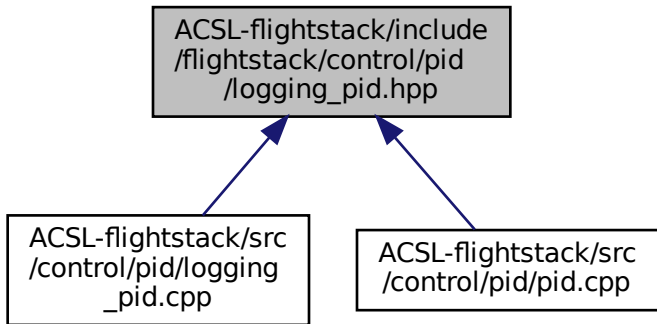 ACSL-flightstack/include
/flightstack/control/pid
/logging_pid.hpp
ACSL-flightstack/src
/control/pid/logging
_pid.cpp
ACSL-flightstack/src
/control/pid/pid.cpp